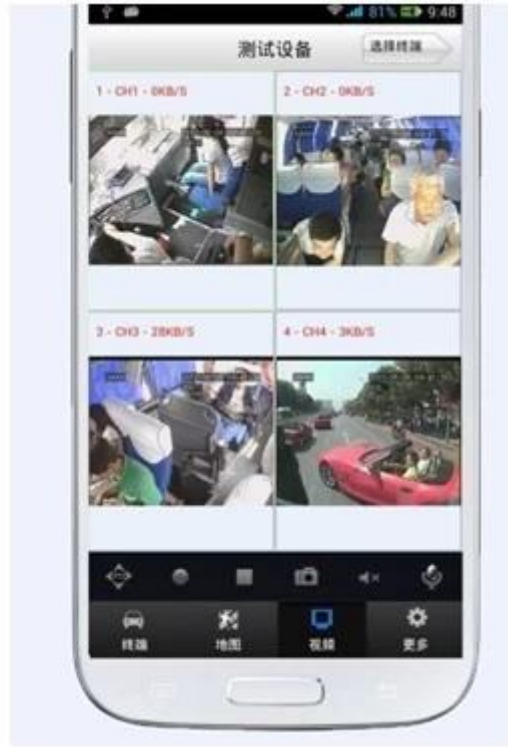 81% 9:48
测试设备
选择终端
1 - CH1 - 0KB/S
2 - CH2 - 0KB/S
3 - CH3 - 28KB/S
4 - CH4 - 3KB/S
终端
地图
视频
更多